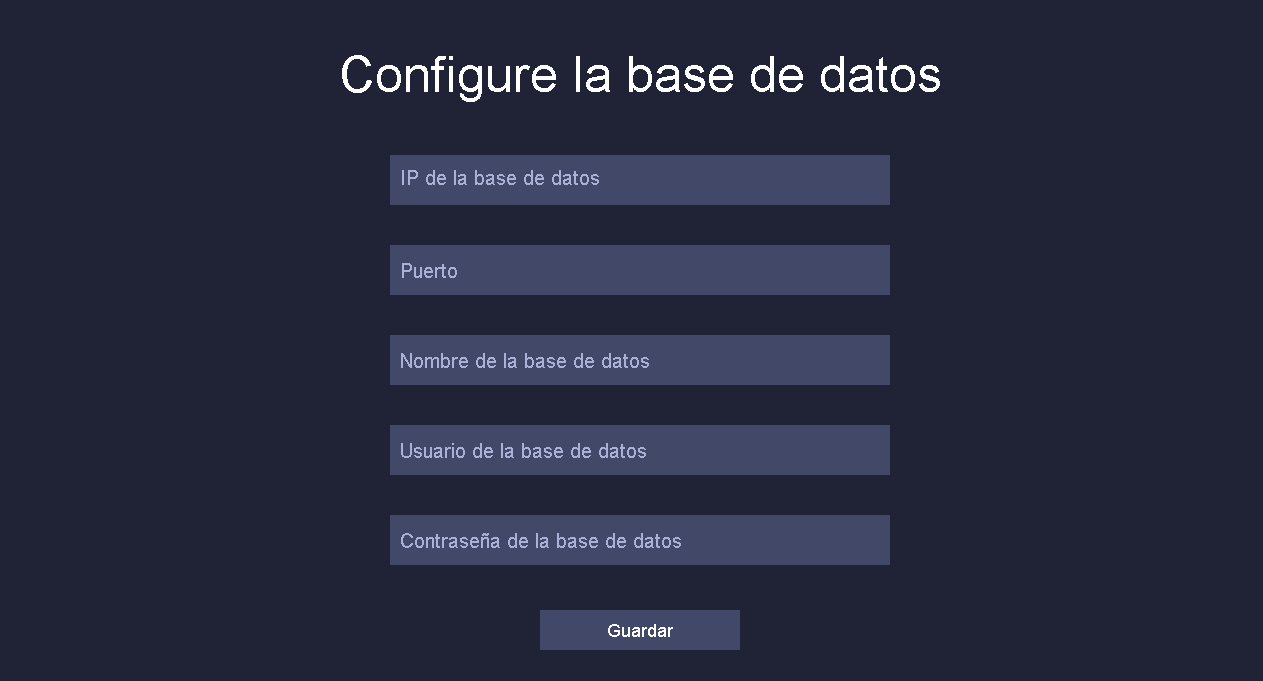 Configure la base de datos
IP de la base de datos
Puerto
Nombre de la base de datos
Usuario de la base de datos
Contraseña de la base de datos
Guardar